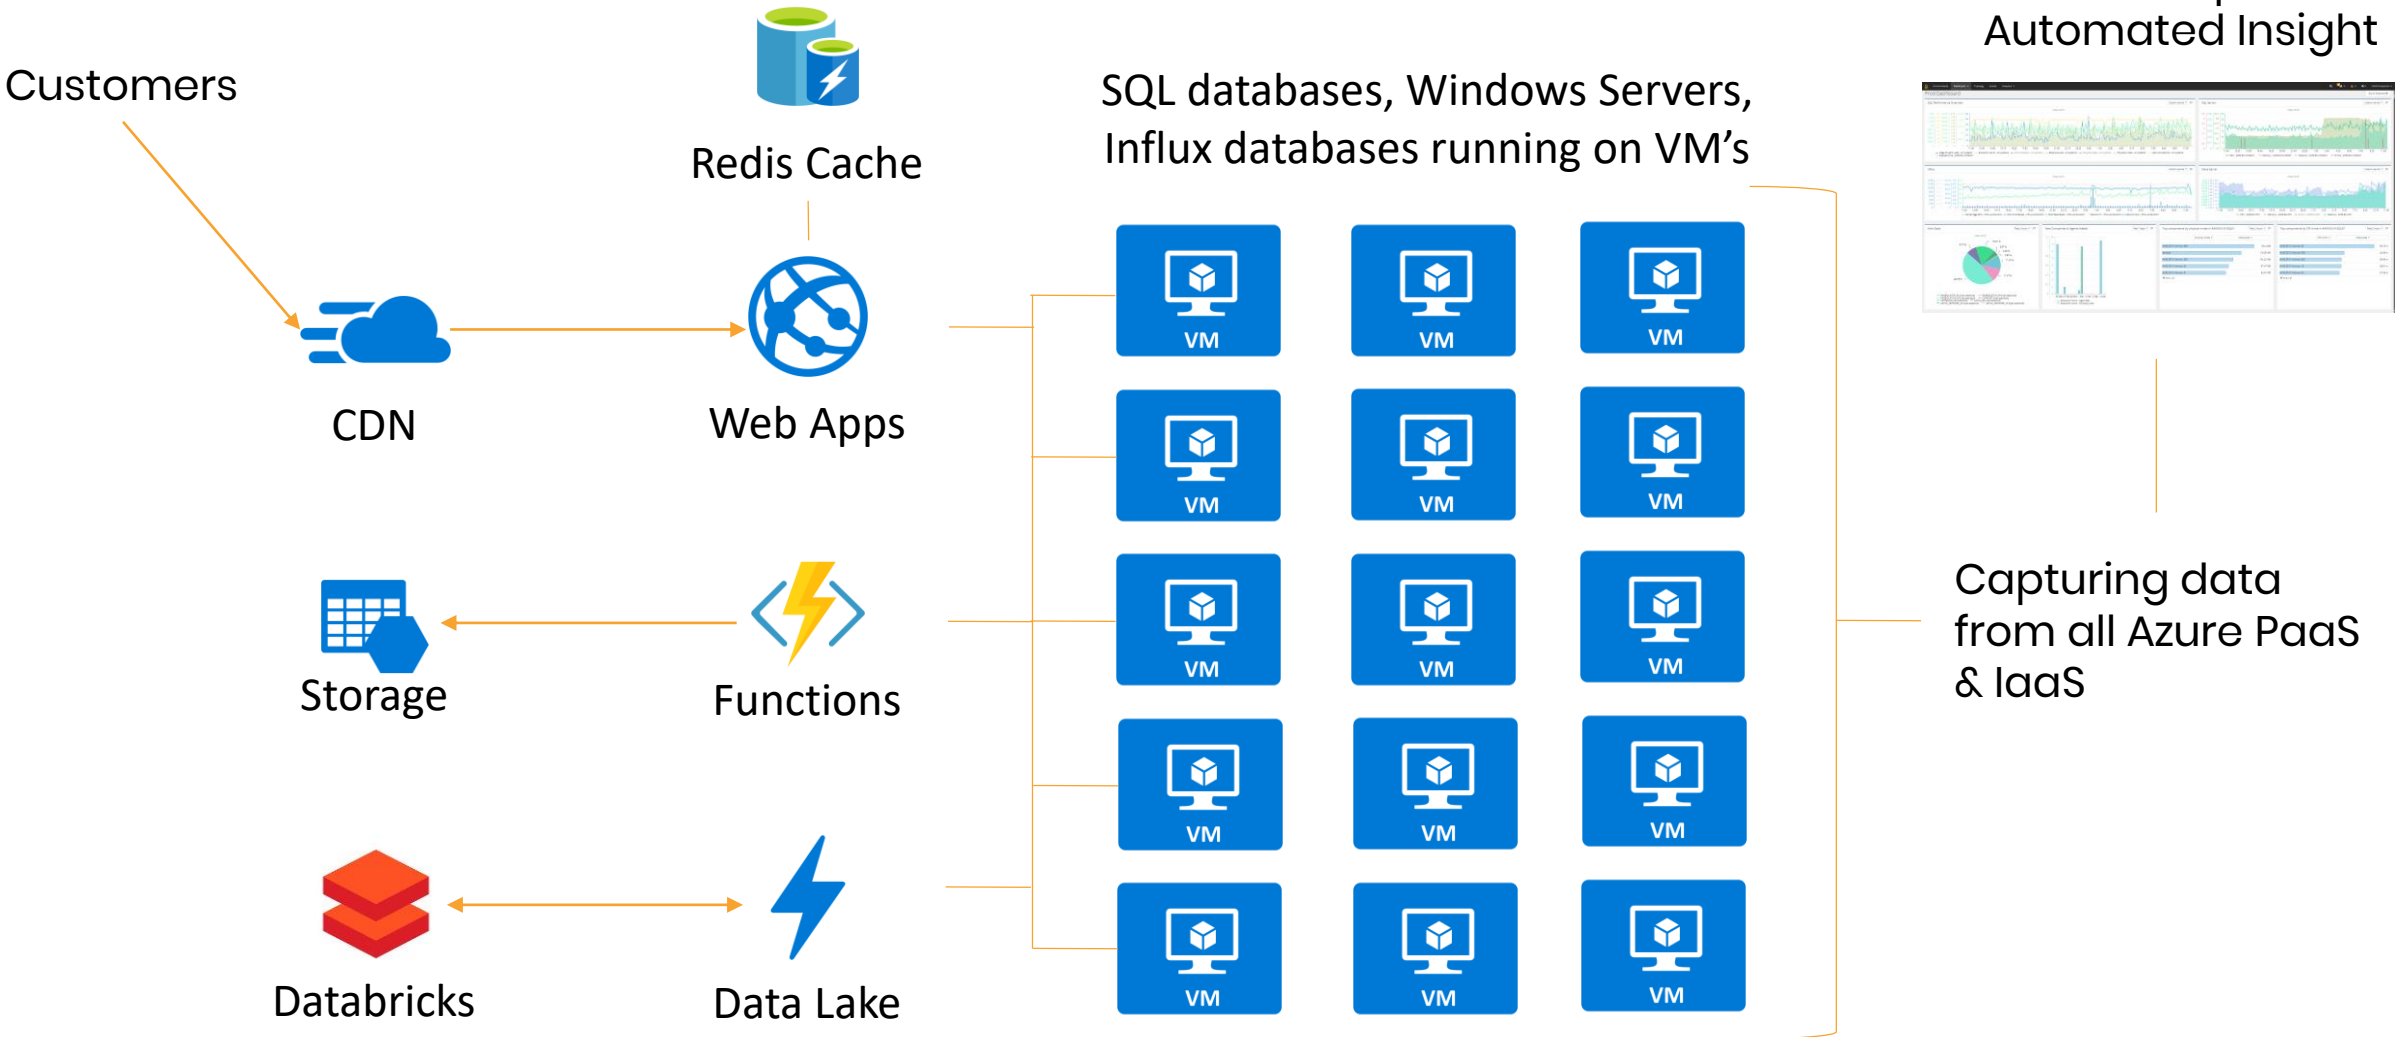 Automated Insight
Customers
SQL databases, Windows Servers,
Influx databases running on VM’s
Redis Cache
VM
VM
VM
CDN
Web Apps
VM
VM
VM
Capturing data
from all Azure PaaS
& IaaS
VM
VM
VM
Storage
Functions
VM
VM
VM
Databricks
Data Lake
VM
VM
VM